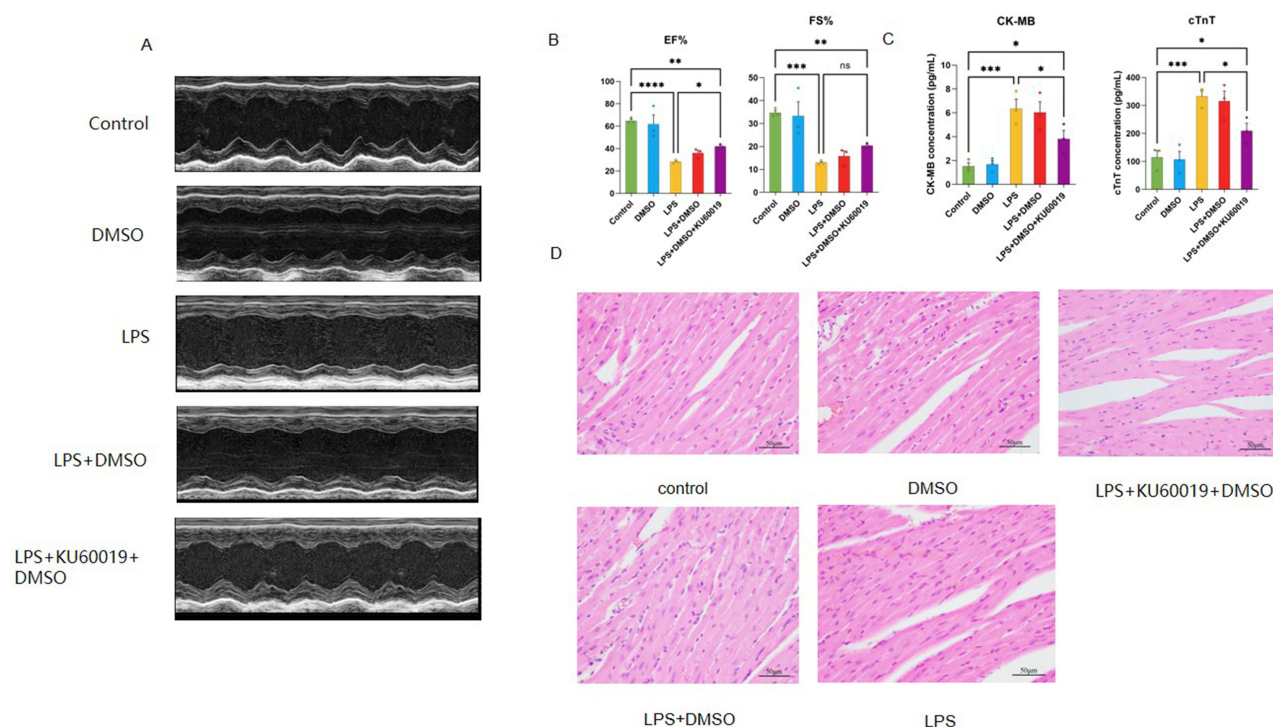 A
Control
DMSO
LPS
LPS+DMSO
LPS+KU60019+
DMSO
B
EF%
**
****
*
100
80
60
40
20
0
Control
DMSO
LPS
LPS+DMSO
LPS+DMSO+KU60019
FS%
**
***
ns
50
40
30
20
10
0
Control
DMSO
LPS
LPS+DMSO
LPS+DMSO+KU60019
C
CK-MB
*
***
*
CK-MB concentration (pg/mL)
10
8
6
4
2
0
Control
DMSO
LPS
LPS+DMSO
LPS+DMSO+KU60019
cTnT
*
***
*
cTnT concentration (pg/mL)
400
300
200
100
0
Control
DMSO
LPS
LPS+DMSO
LPS+DMSO+KU60019
D
50μm
50μm
50μm
control
DMSO
LPS+KU60019+DMSO
50μm
50μm
LPS+DMSO
LPS